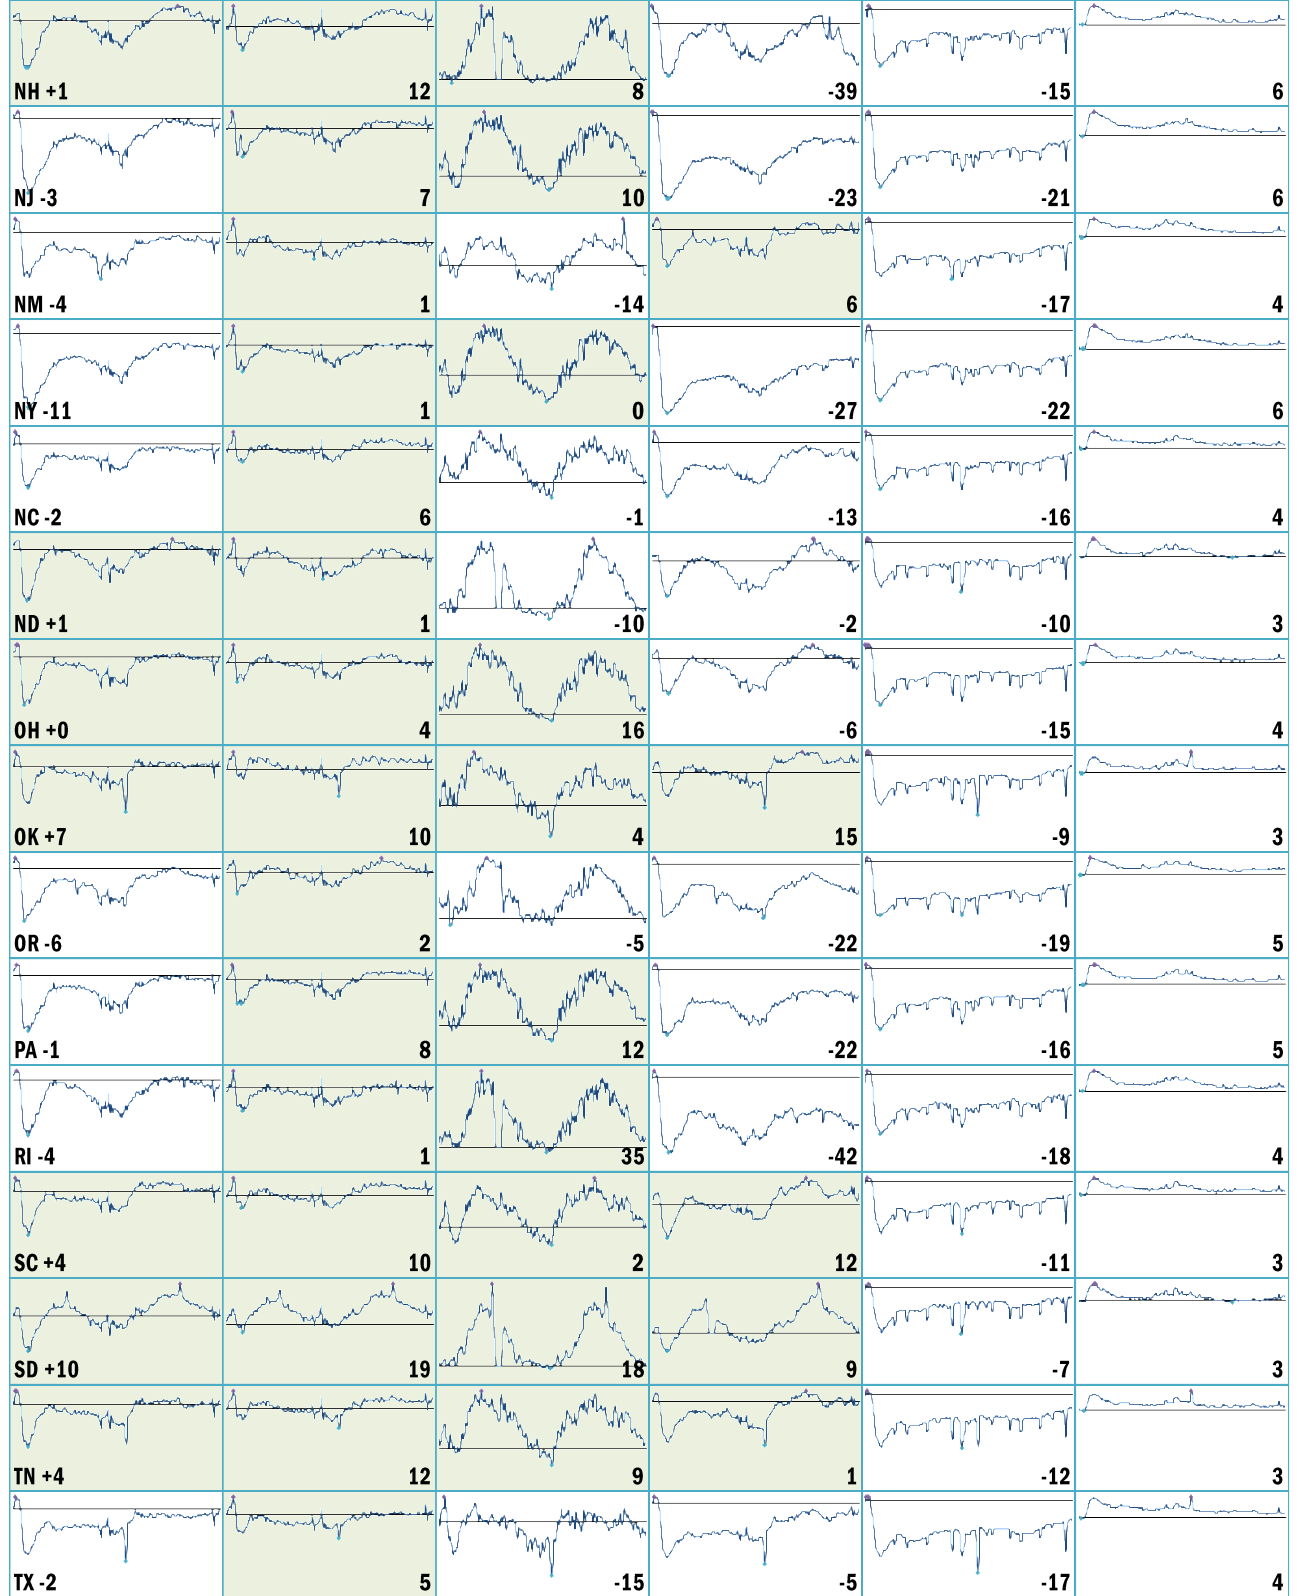 NH +1 12 8 -39 -15 6
NJ -3 7 10 -23 -21 6
NM -4 1 -14 6 -17 4
NY -11 1 0 -27 -22 6
NC -2 6 -1 -13 -16 4
ND +1 1 -10 -2 -10 3
OH +0 4 16 -6 -15 4
OK +7 10 4 15 -9 3
OR -6 2 -5 -22 -19 5
PA -1 8 12 -22 -16 5
RI -4 1 35 -42 -18 4
SC +4 10 2 12 -11 3
SD +10 19 18 9 -7 3
TN +4 12 9 1 -12 3
TX -2 5 -15 -5 -17 4